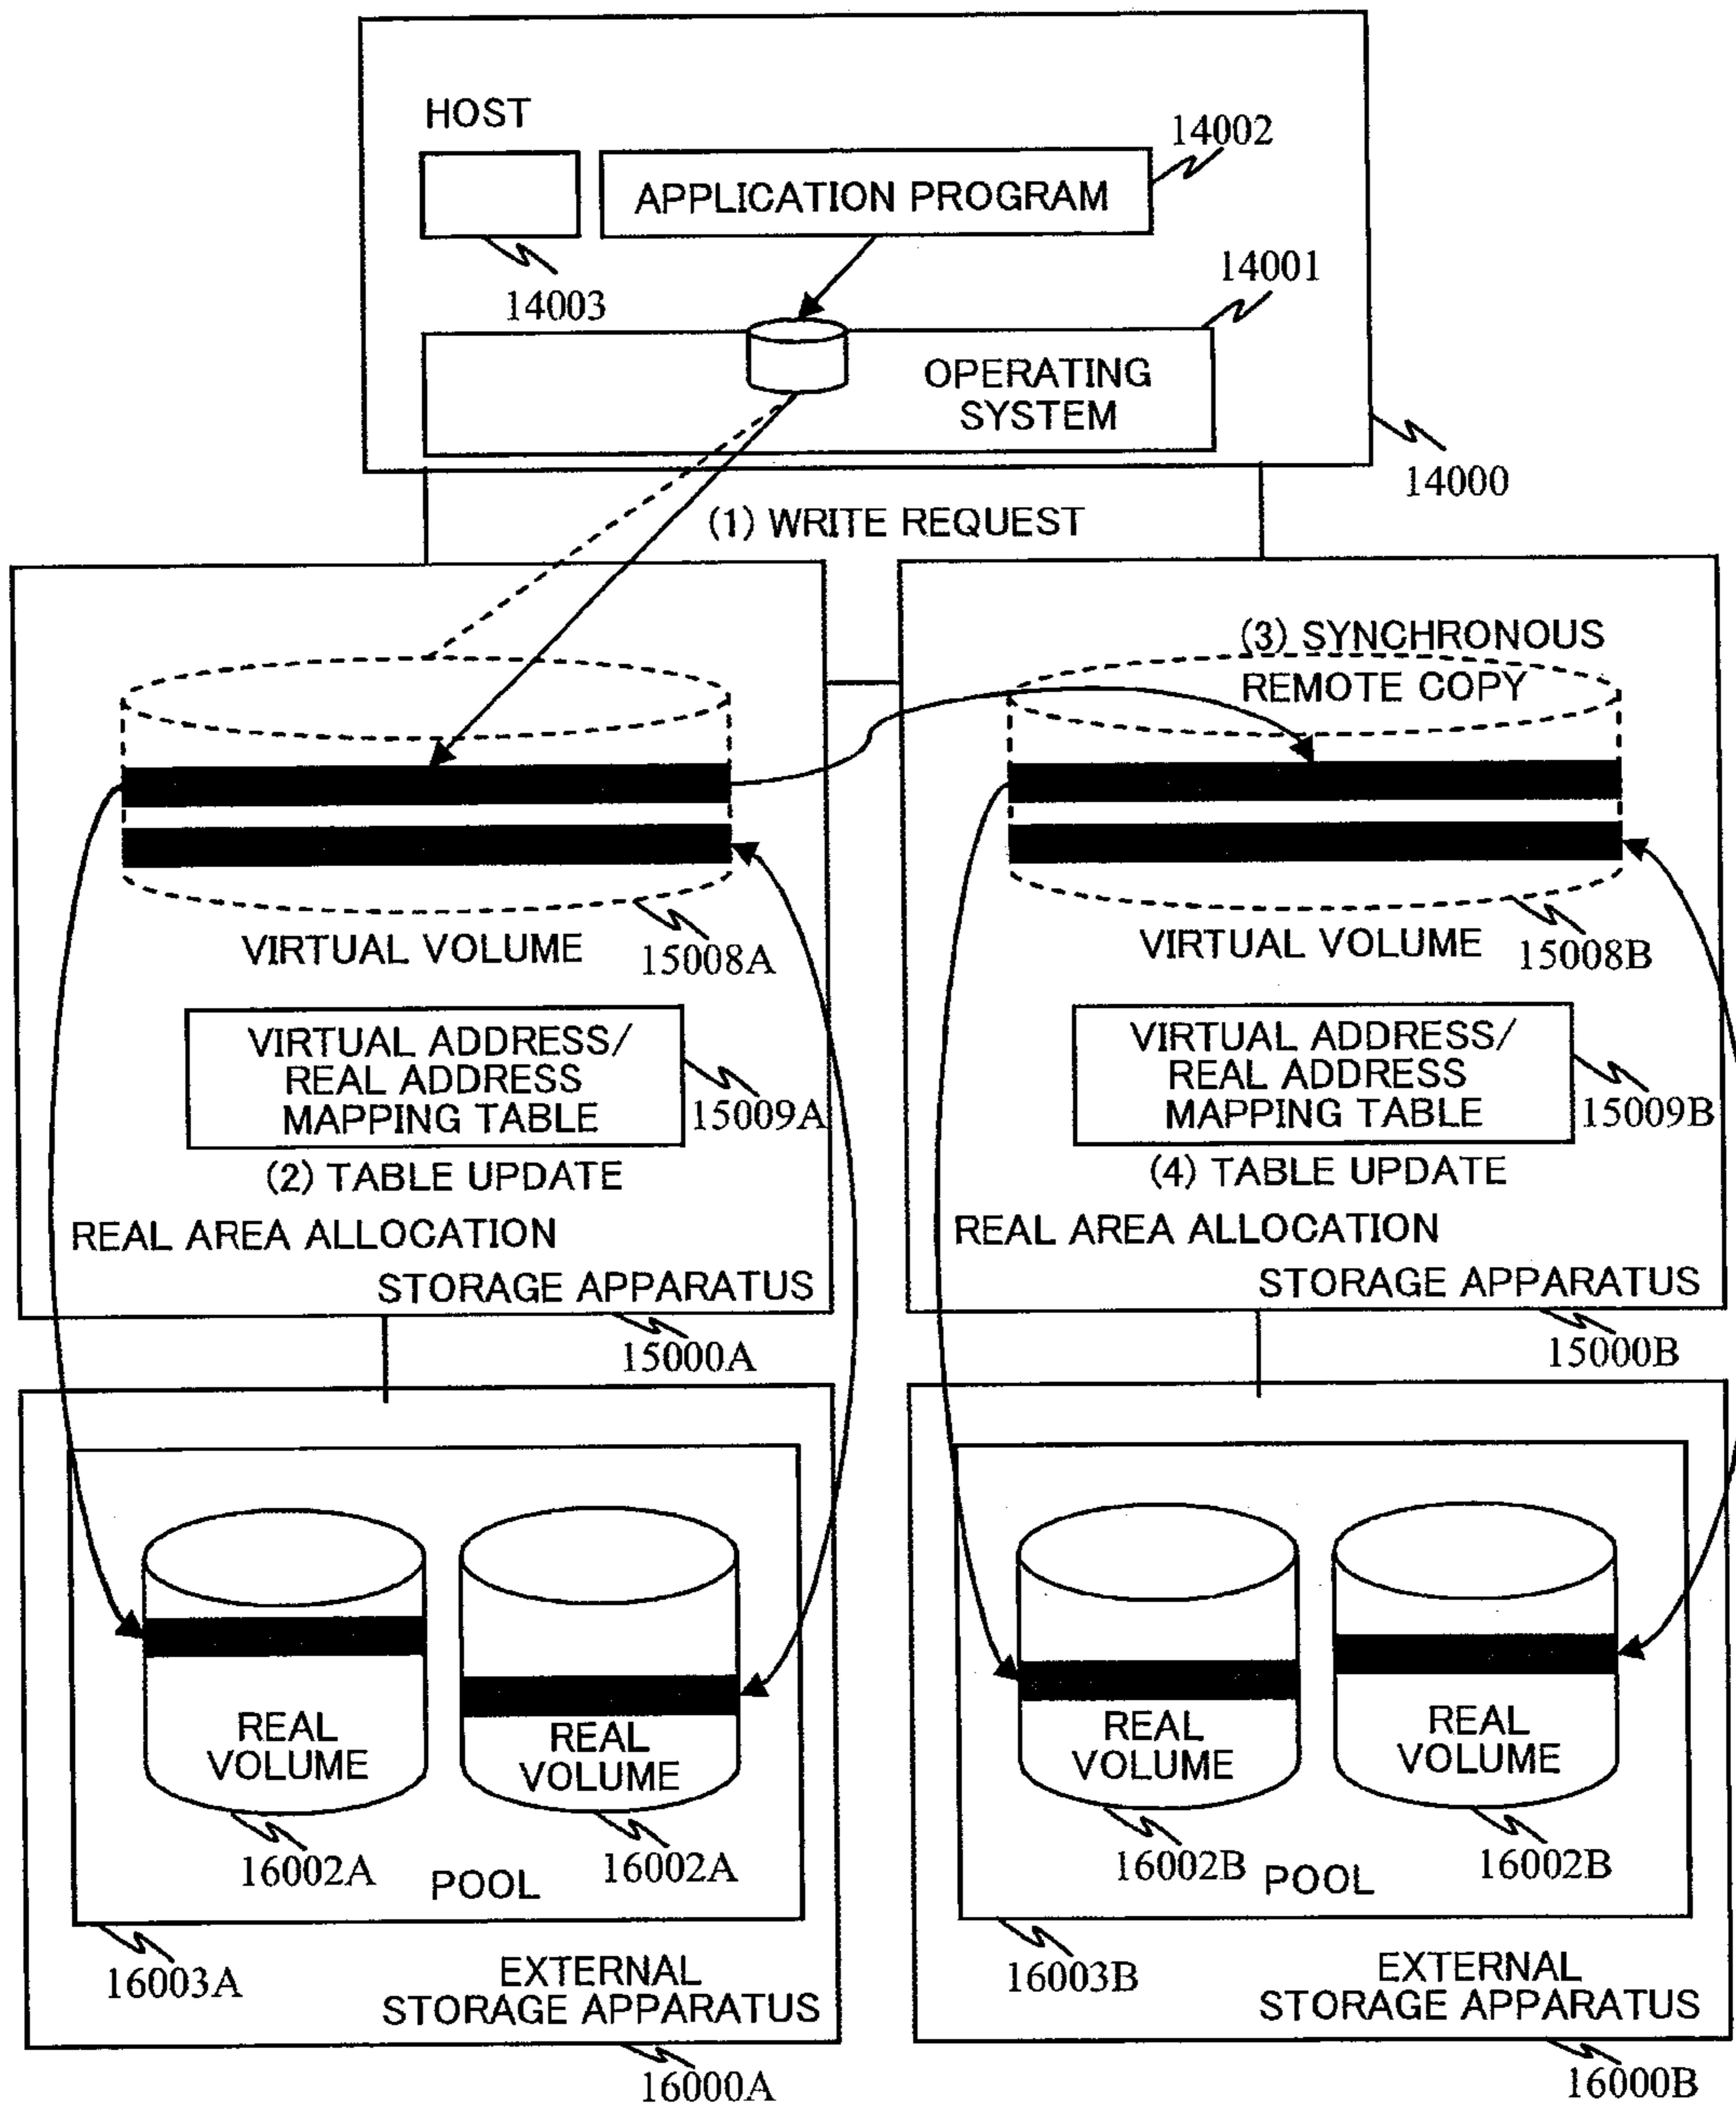 HOST
14002
APPLICATION PROGRAM
14003
14001
OPERATING
SYSTEM
14000
(1) WRITE REQUEST
(3) SYNCHRONOUS
REMOTE COPY
VIRTUAL VOLUME
15008A
VIRTUAL VOLUME
15008B
VIRTUAL ADDRESS/
REAL ADDRESS
MAPPING TABLE
15009A
VIRTUAL ADDRESS/
REAL ADDRESS
MAPPING TABLE
15009B
(2) TABLE UPDATE
(4) TABLE UPDATE
REAL AREA ALLOCATION
REAL AREA ALLOCATION
STORAGE APPARATUS
STORAGE APPARATUS
15000A
15000B
REAL
VOLUME
REAL
VOLUME
REAL
VOLUME
REAL
VOLUME
16002A
16002A
16002B
16002B
POOL
POOL
16003A
16003B
EXTERNAL
STORAGE APPARATUS
EXTERNAL
STORAGE APPARATUS
16000A
16000B